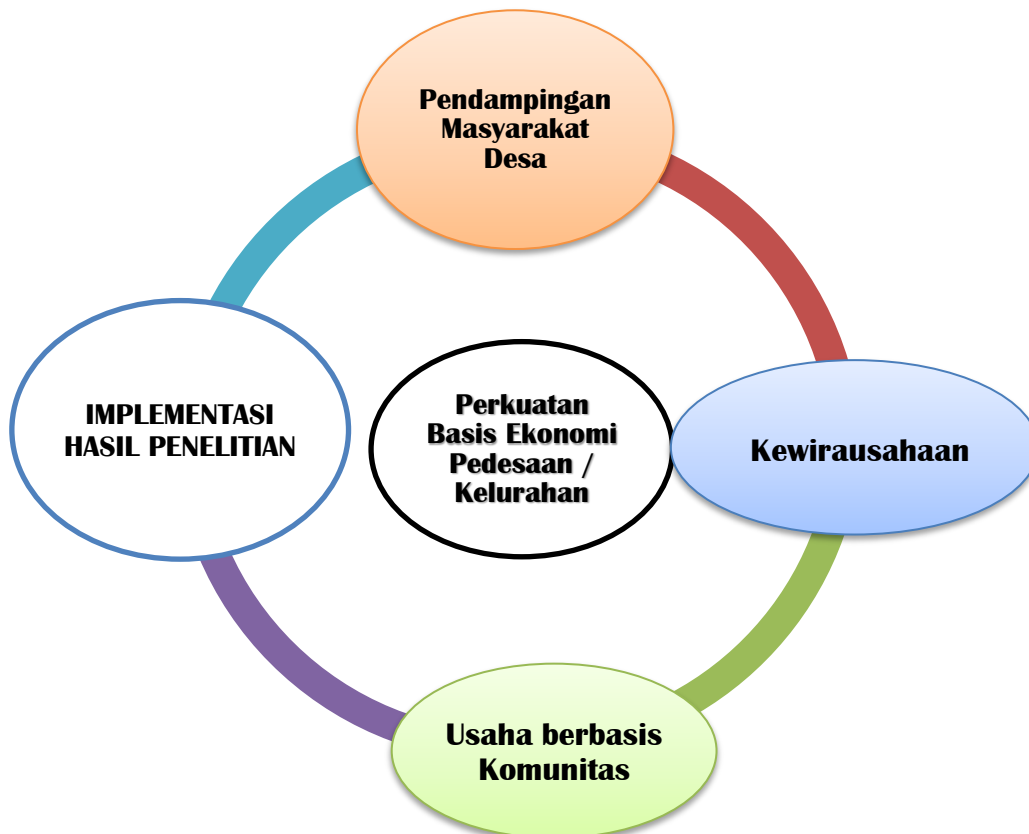 Pendampingan
Masyarakat
Desa
IMPLEMENTASI
HASIL PENELITIAN
Perkuatan
Basis Ekonomi
Pedesaan /
Kelurahan
Kewirausahaan
Usaha berbasis
Komunitas